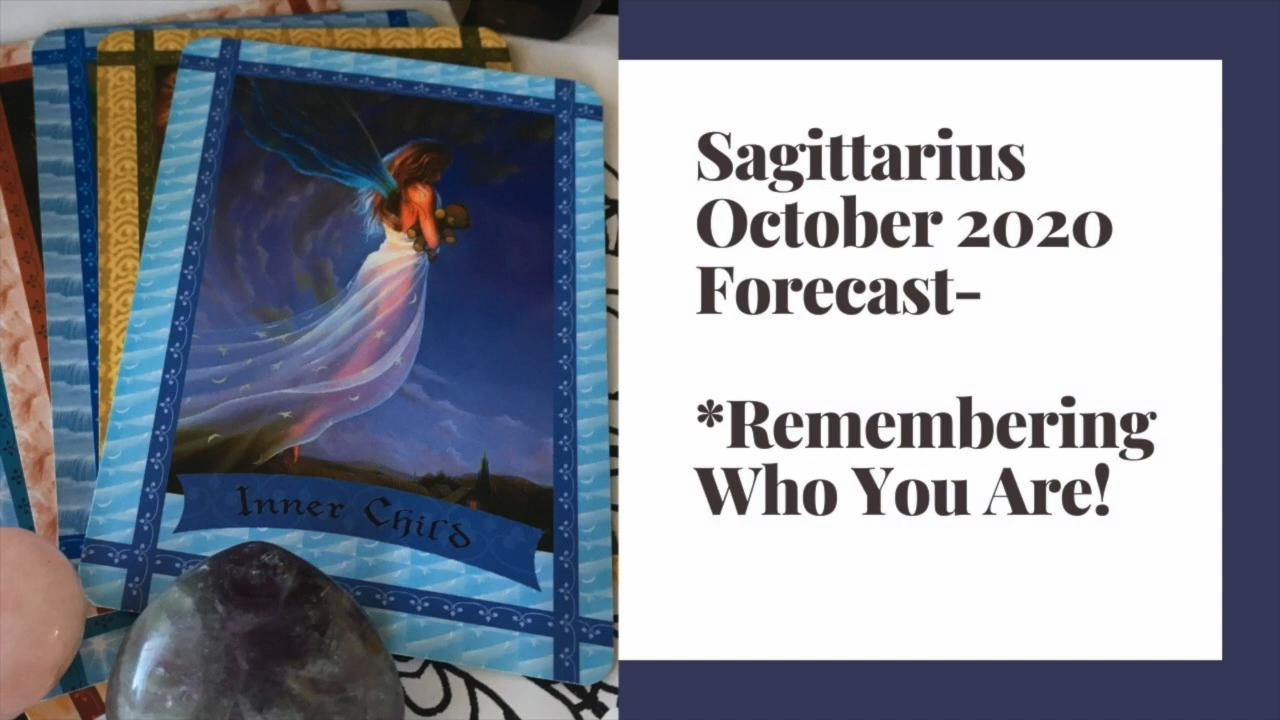 Inner Child
Sagittarius
October 2020
Forecast-
*Remembering
Who You Are!